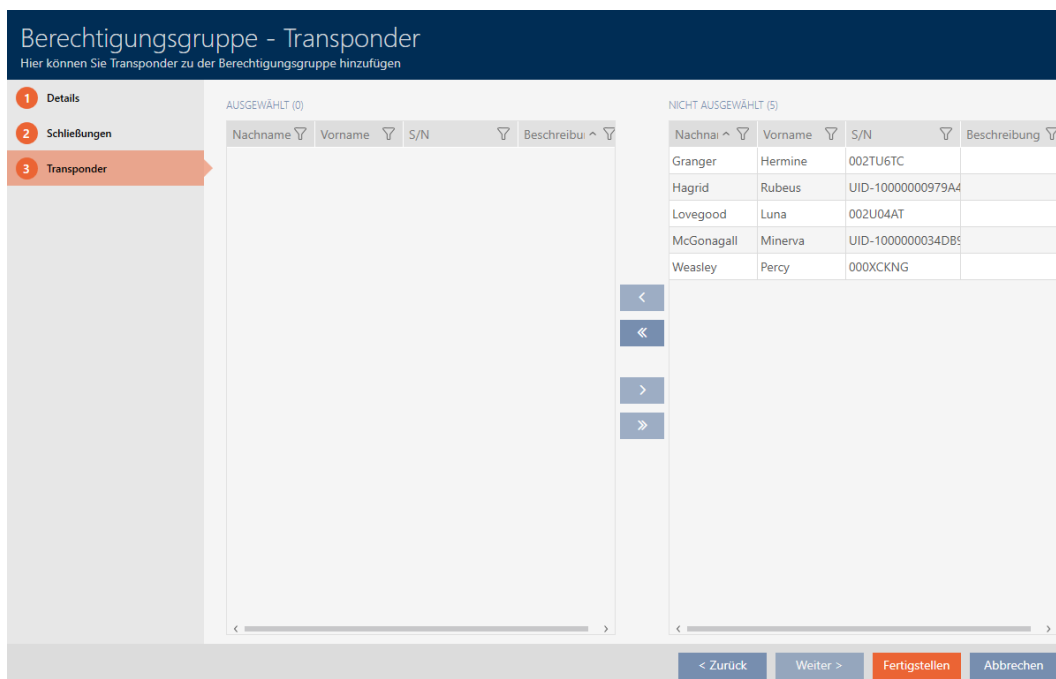 Berechtigungsgruppe - Transponder
Hier können Sie Transponder zu der Berechtigungsgruppe hinzufügen
1 Details
2 Schließungen
3 Transponder
AUSGEWÄHLT (0)
Nachname Vorname S/N Beschreibu
NICHT AUSGEWÄHLT (5)
Nachna Vorname S/N Beschreibung
Granger Hermine 002TU6TC
Hagrid Rubeus UID-10000000979A4
Lovegood Luna 002U04AT
McGonagall Minerva UID-1000000034DB9
Weasley Percy 000XCKNG
< Zurück Weiter > Fertigstellen Abbrechen